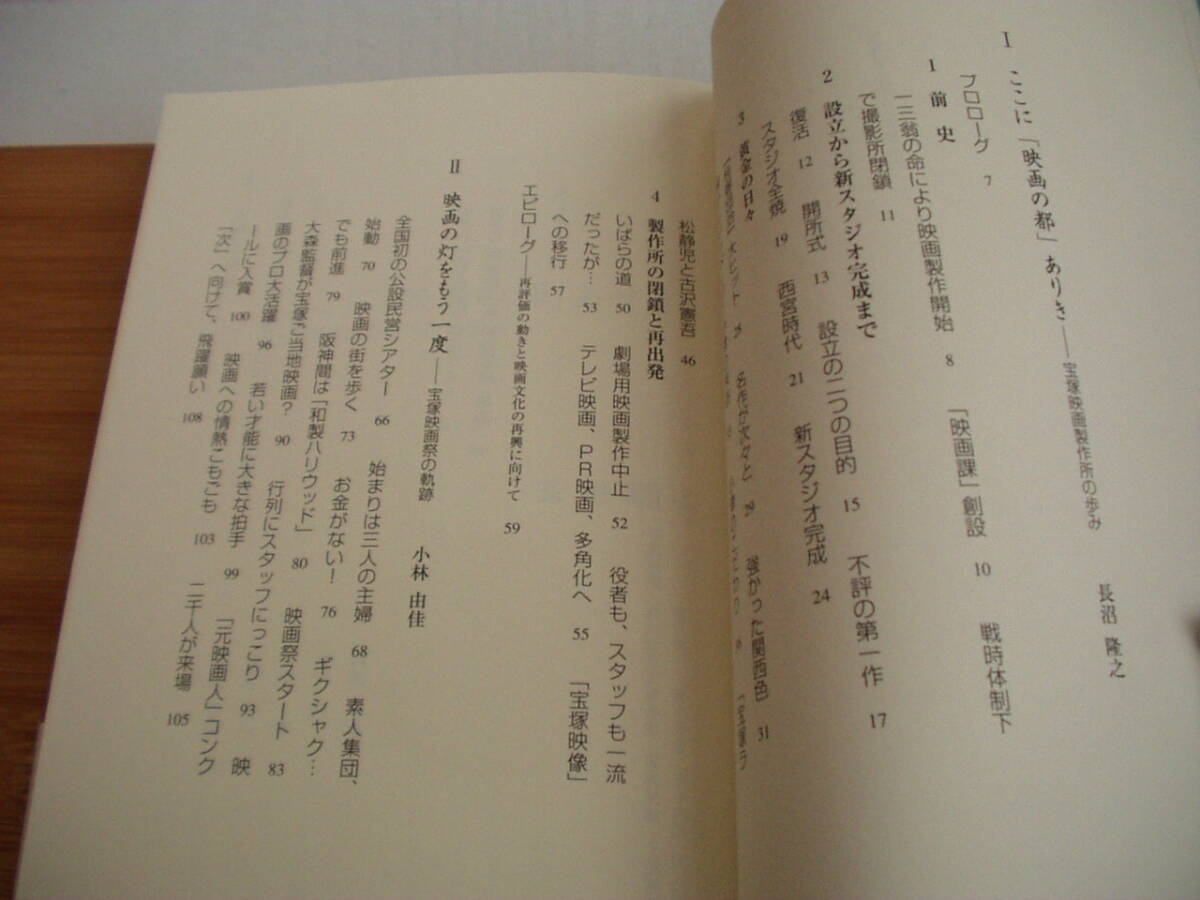 Ⅰ ここに「映画の都」ありき――宝塚映画製作所の歩み 長沼 隆之
プロローグ 7
1 前史
一三翁の命により映画製作開始 8 「映画課」創設 10 戦時体制下
で撮影所閉鎖 11
2 設立から新スタジオ完成まで
復活 12 開所式 13 設立の二つの目的 15 不評の第一作 17
スタジオ全焼 19 西宮時代 21 新スタジオ完成 24
3 黄金の日々
名作が次々と 29 強かった関西色 31
松静児と古沢憲吾 46
4 製作所の閉鎖と再出発
いばらの道 50 劇場用映画製作中止 52 役者も、スタッフも一流
だったが… 53 テレビ映画、PR映画、多角化へ 55 「宝塚映像」
への移行 57
エピローグ――再評価の動きと映画文化の再興に向けて 59
Ⅱ 映画の灯をもう一度――宝塚映画祭の軌跡 小林 由佳
全国初の公設民営シアター 66 始まりは三人の主婦 68 素人集団、
始動 70 映画の街を歩く 73 お金がない! 76 ギクシャク…
でも前進 79 阪神間は「和製ハリウッド」 80 映画祭スタート 83
大森監督が宝塚ご当地映画? 90 行列にスタッフにっこり 93 映
画のプロ大活躍 96 若い才能に大きな拍手 99 「元映画人」コンク
ールに入賞 100 映画への情熱こもごも 103 二千人が来場 105
「次」へ向けて、飛躍願い 108